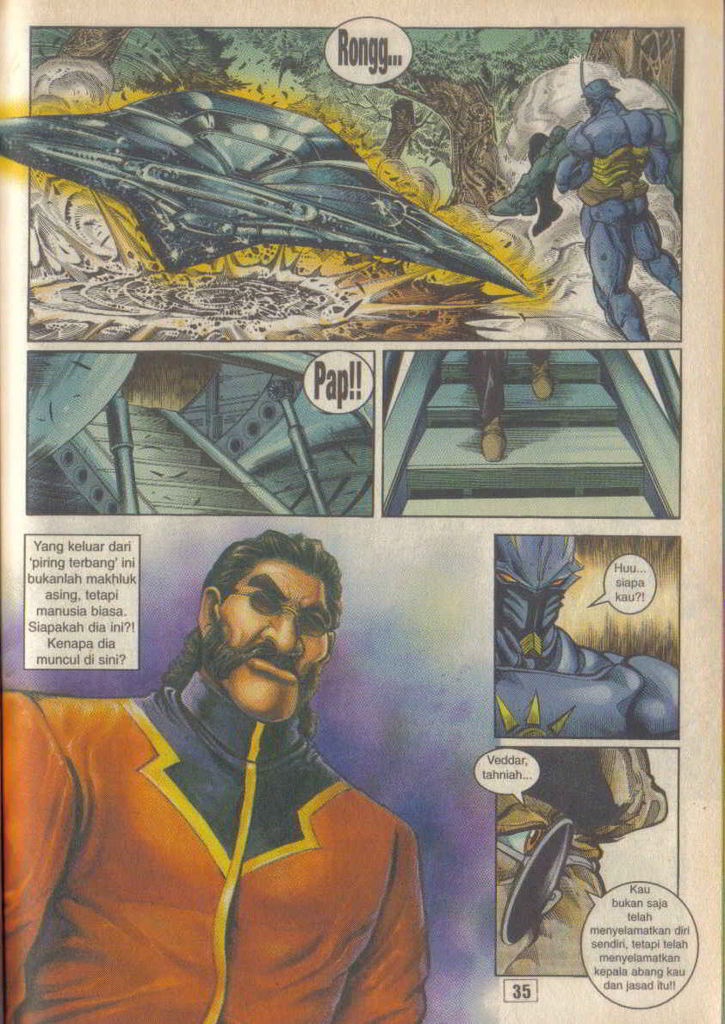 Rongg...
Pap!!
Yang keluar dari
'piring terbang' ini
bukanlah makhluk
asing, tetapi
manusia biasa.
Siapakah dia ini?!
Kenapa dia
muncul di sini?
Huu...
siapa
kau?!
Veddar,
tahniah...
Kau
bukan saja
telah
menyelamatkan diri
sendiri, tetapi telah
menyelamatkan
kepala abang kau
dan jasad itu!!
35